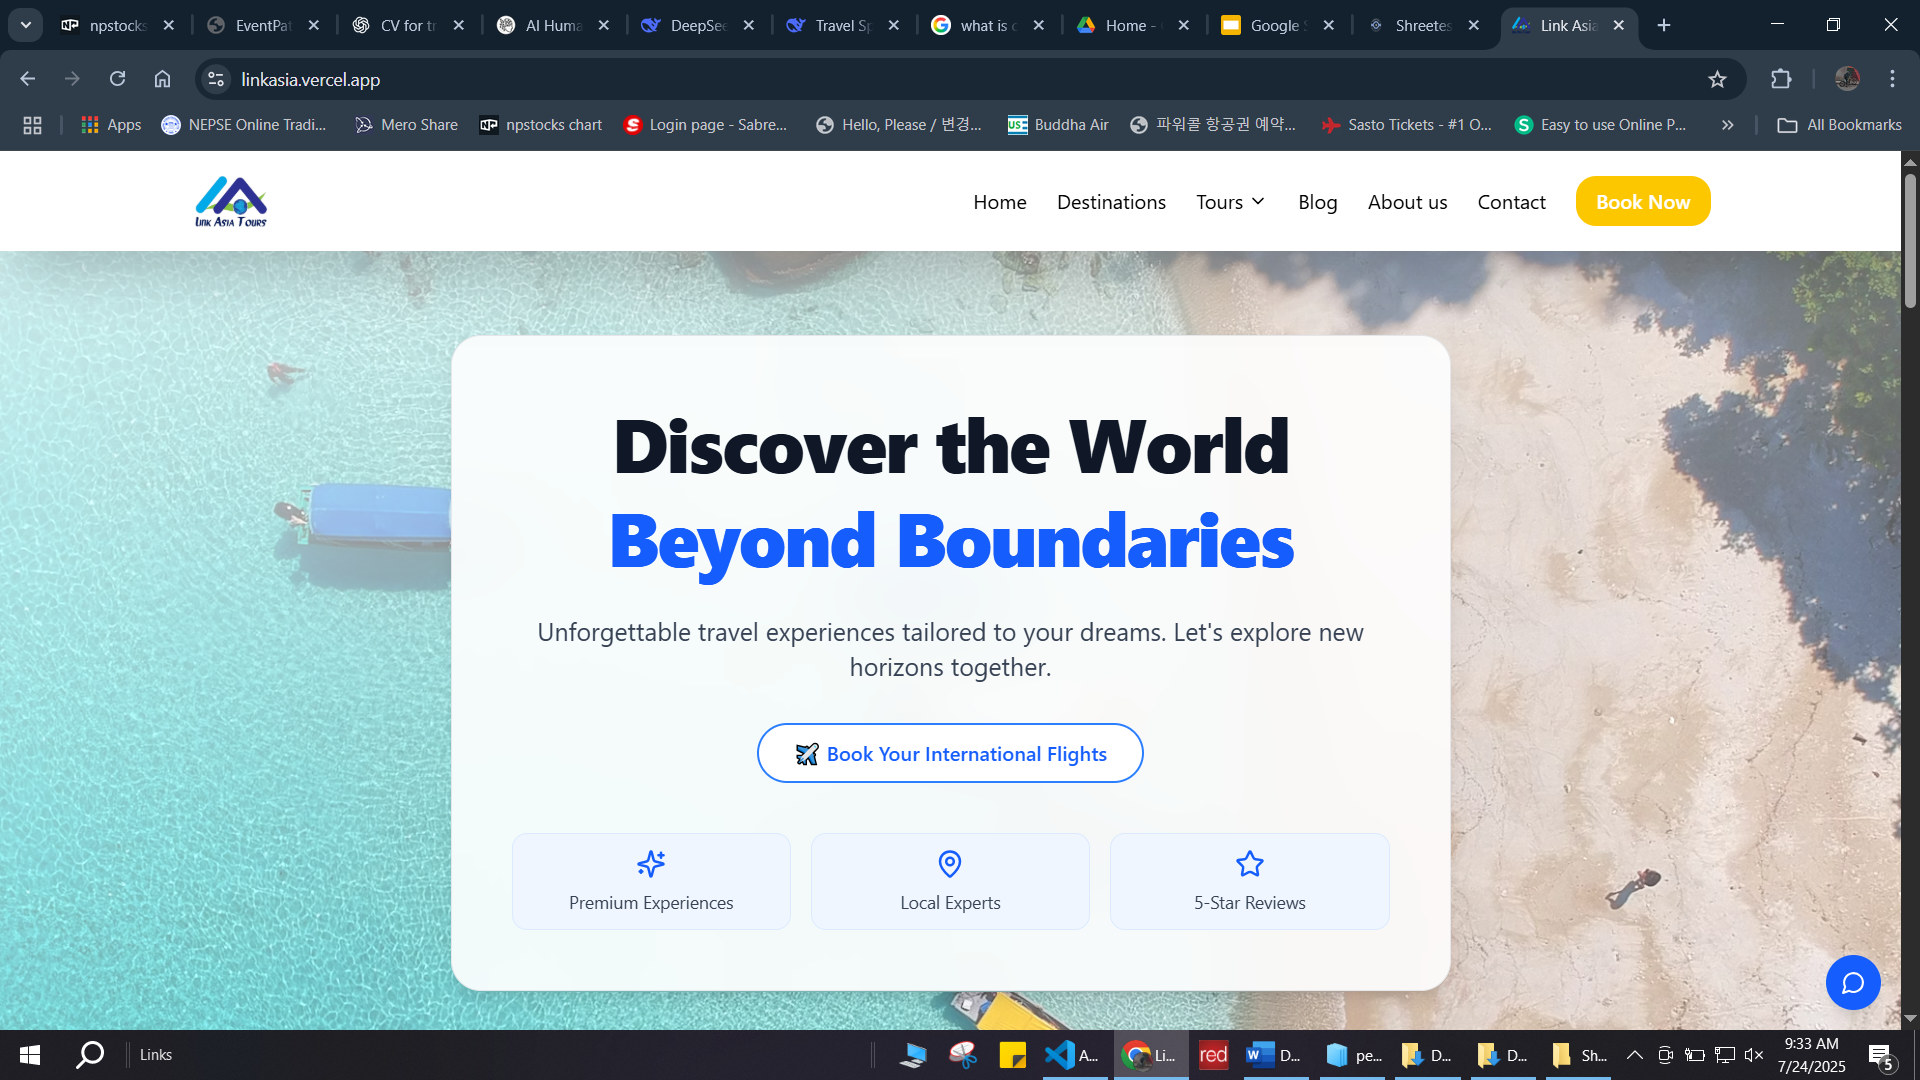 npstocks
EventPat
CV for tr
AI Huma
DeepSee
Travel Sp
what is c
Home -
Google S
Shreetes
Link Asia
linkasia.vercel.app
Apps
NEPSE Online Tradi...
Mero Share
npstocks chart
Login page - Sabre...
Hello, Please / 변경...
Buddha Air
파워콜 항공권 예약...
Sasto Tickets - #1 O...
Easy to use Online P...
All Bookmarks
LINK ASIA TOURS
Home
Destinations
Tours
Blog
About us
Contact
Book Now
Discover the World
Beyond Boundaries
Unforgettable travel experiences tailored to your dreams. Let's explore new
horizons together.
Book Your International Flights
Premium Experiences
Local Experts
5-Star Reviews
Links
A...
Li...
red
D...
pe...
D...
D...
Sh...
9:33 AM
7/24/2025
5